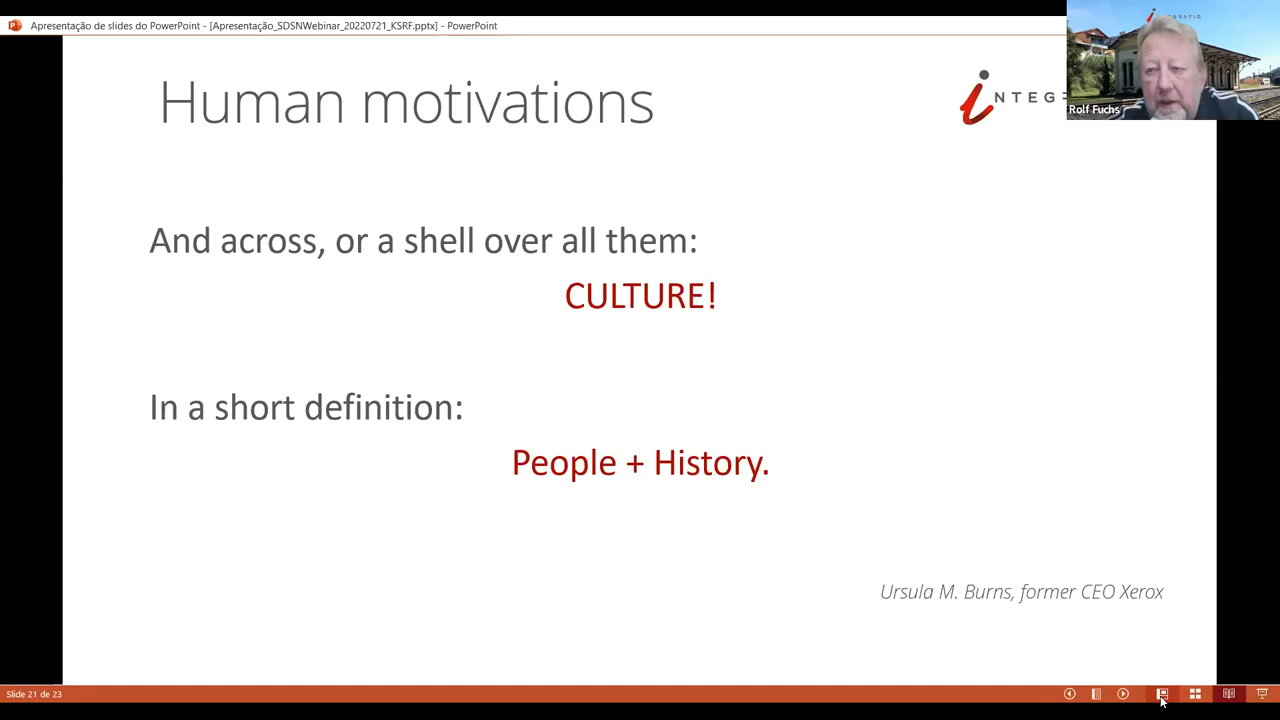 Apresentação de slides do PowerPoint - [Apresentação_SDSNWebinar_20220721_KSRF.pptx] - PowerPoint
Human motivations
iNTEGR
Rolf Fuchs
And across, or a shell over all them:
CULTURE!
In a short definition:
People + History.
Ursula M. Burns, former CEO Xerox
Slide 21 de 23